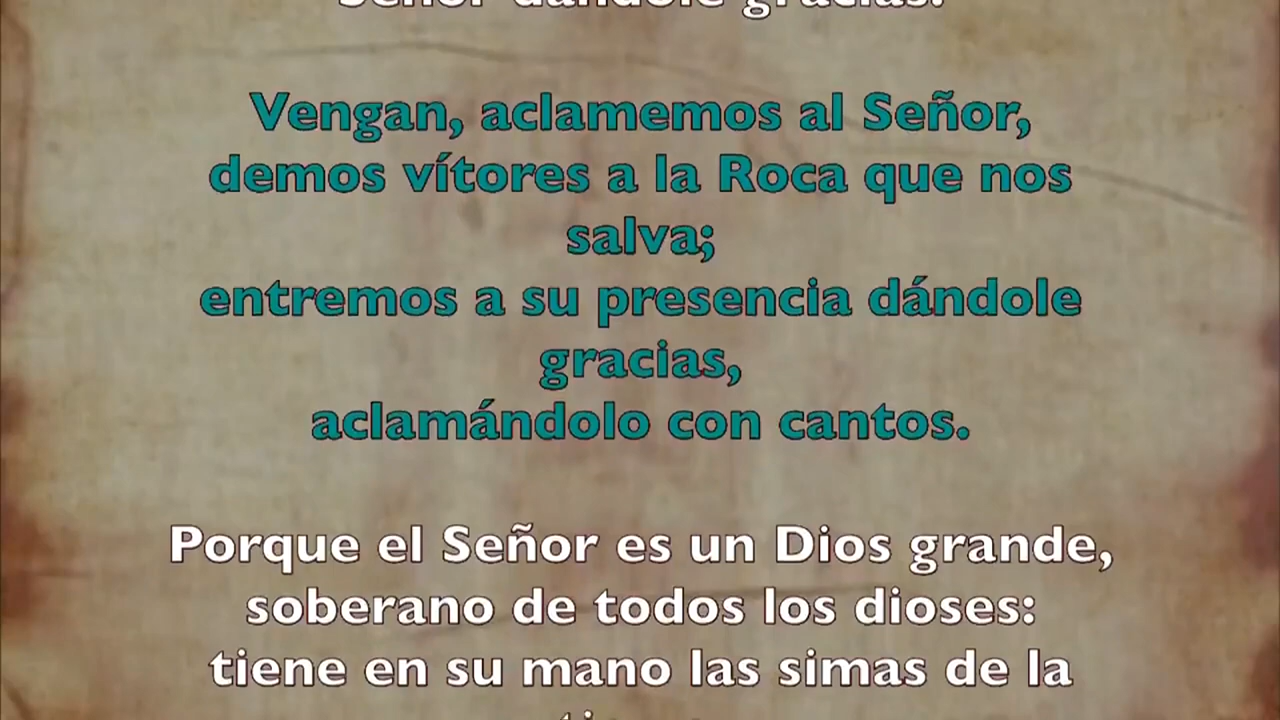 Señor dándole gracias.
Vengan, aclamemos al Señor,
demos vítores a la Roca que nos
salva;
entremos a su presencia dándole
gracias,
aclamándolo con cantos.
Porque el Señor es un Dios grande,
soberano de todos los dioses:
tiene en su mano las simas de la